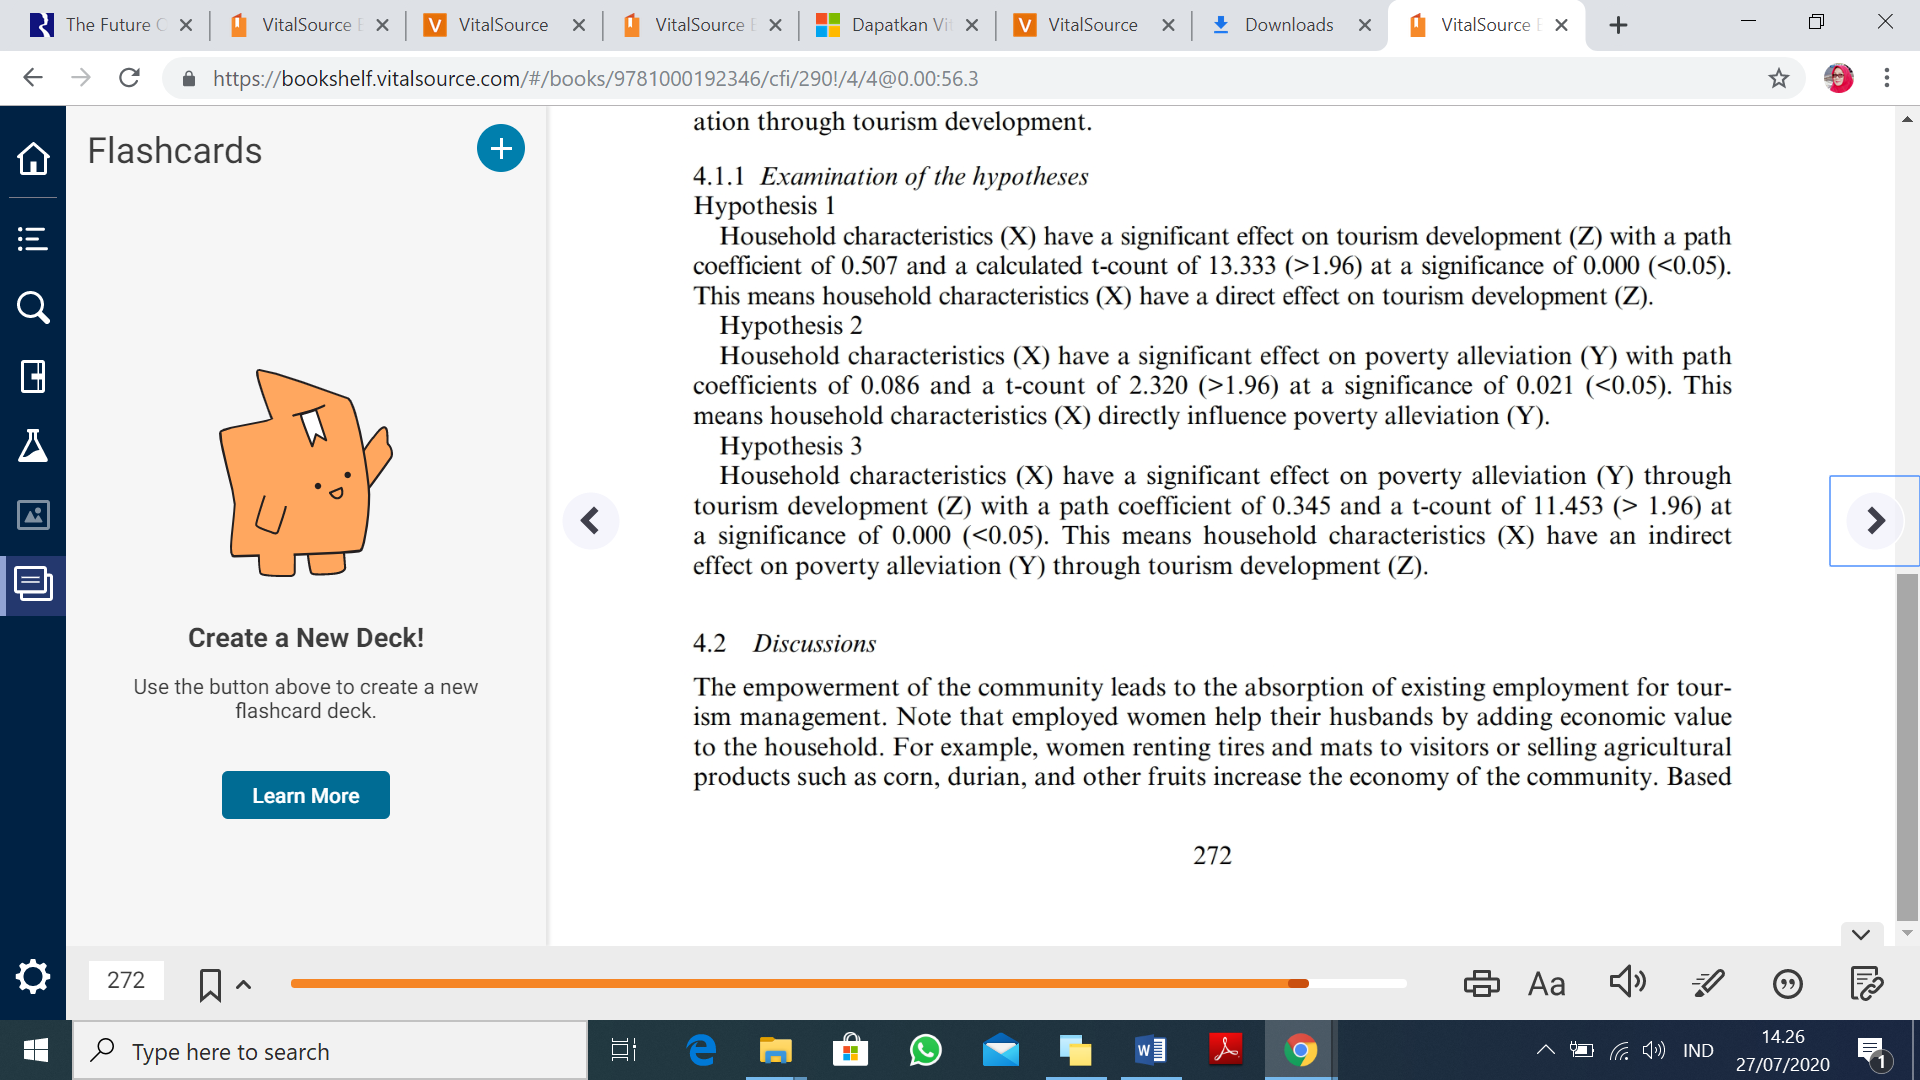 The Future C
VitalSource E
VitalSource
VitalSource E
Dapatkan Vi
VitalSource
Downloads
VitalSource E
https://bookshelf.vitalsource.com/#/books/9781000192346/cfi/290!/4/4@0.00:56.3
Flashcards
Create a New Deck!
Use the button above to create a new
flashcard deck.
Learn More
ation through tourism development.
4.1.1 Examination of the hypotheses
Hypothesis 1
Household characteristics (X) have a significant effect on tourism development (Z) with a path
coefficient of 0.507 and a calculated t-count of 13.333 (>1.96) at a significance of 0.000 (<0.05).
This means household characteristics (X) have a direct effect on tourism development (Z).
Hypothesis 2
Household characteristics (X) have a significant effect on poverty alleviation (Y) with path
coefficients of 0.086 and a t-count of 2.320 (>1.96) at a significance of 0.021 (<0.05). This
means household characteristics (X) directly influence poverty alleviation (Y).
Hypothesis 3
Household characteristics (X) have a significant effect on poverty alleviation (Y) through
tourism development (Z) with a path coefficient of 0.345 and a t-count of 11.453 (> 1.96) at
a significance of 0.000 (<0.05). This means household characteristics (X) have an indirect
effect on poverty alleviation (Y) through tourism development (Z).
4.2 Discussions
The empowerment of the community leads to the absorption of existing employment for tour-
ism management. Note that employed women help their husbands by adding economic value
to the household. For example, women renting tires and mats to visitors or selling agricultural
products such as corn, durian, and other fruits increase the economy of the community. Based
272
272
Aa
Type here to search
IND
14.26
27/07/2020
1